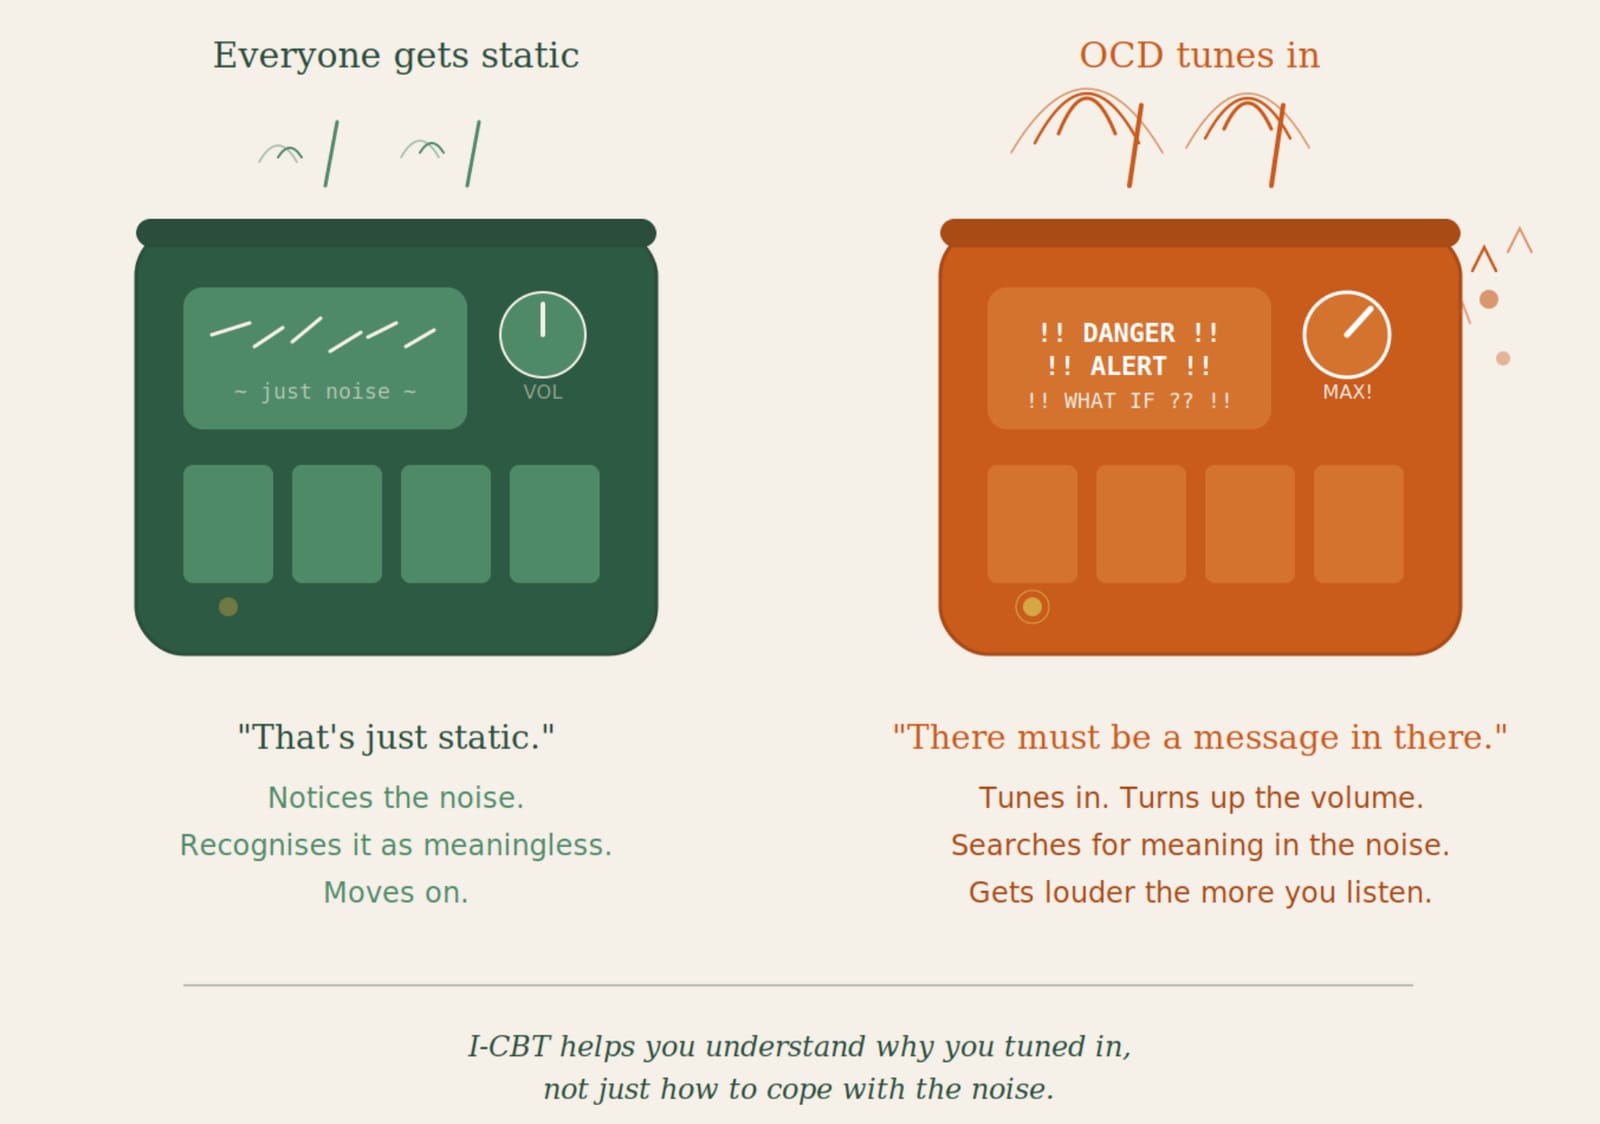 Everyone gets static
~ just noise ~
VOL
"That's just static."
Notices the noise.
Recognises it as meaningless.
Moves on.
OCD tunes in
!! DANGER !!
!! ALERT !!
!! WHAT IF ?? !!
MAX!
"There must be a message in there."
Tunes in. Turns up the volume.
Searches for meaning in the noise.
Gets louder the more you listen.
I-CBT helps you understand why you tuned in,
not just how to cope with the noise.